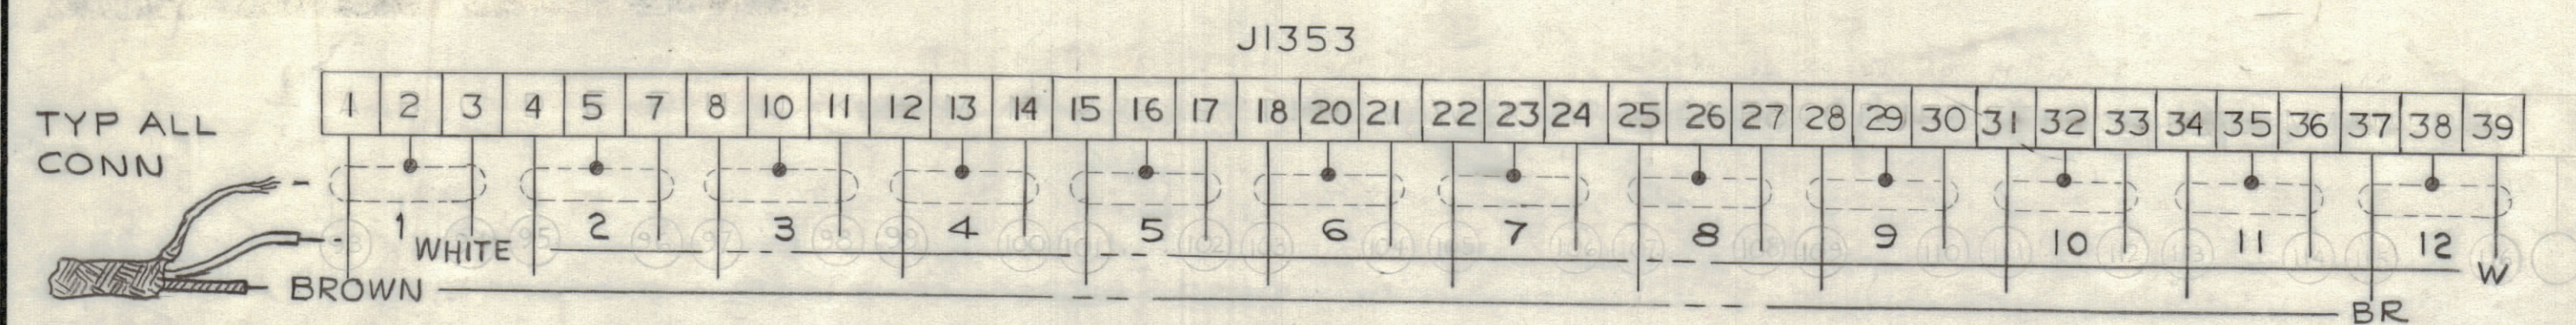 J1353
1 2 3 4 5 7 8 10 11 12 13 14 15 16 17 18 20 21 22 23 24 25 26 27 28 29 30 31 32 33 34 35 36 37 38 39
TYP ALL
CONN
1 2 3 4 5 6 7 8 9 10 11 12
WHITE W
BROWN BR